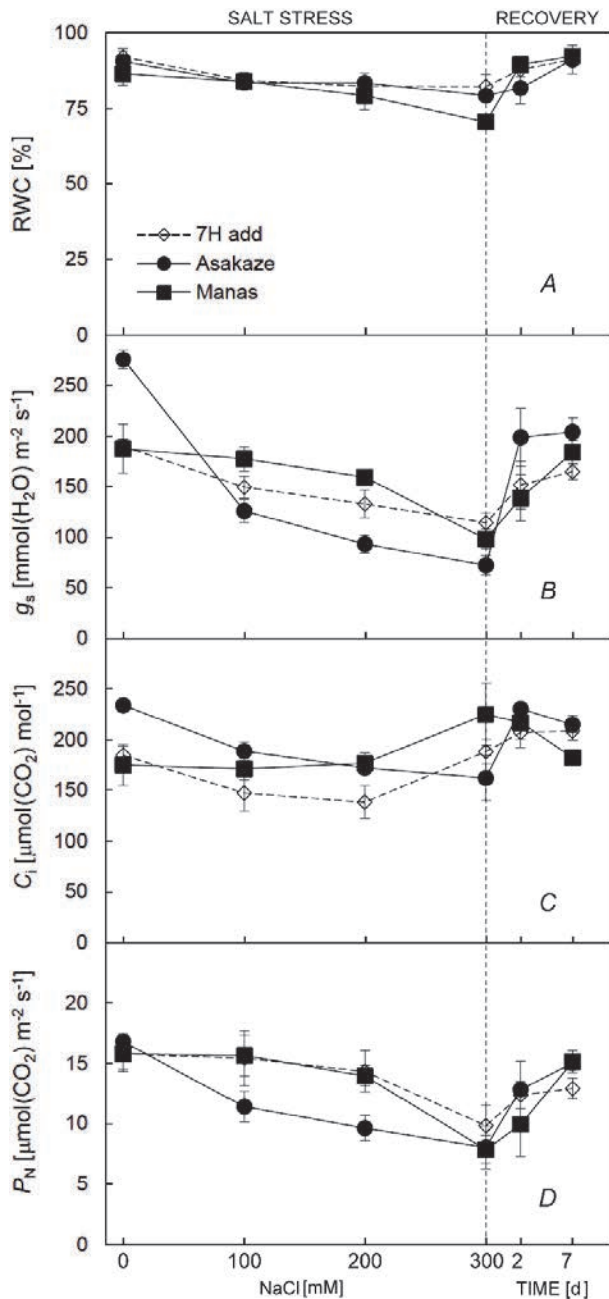 SALT STRESS RECOVERY
100
75
50
25
0
RWC [%]
7H add
Asakaze
Manas
A
250
200
150
100
50
0
gs [mmol(H₂O) m⁻² s⁻¹]
B
250
200
150
100
50
0
Ci [μmol(CO₂) mol⁻¹]
C
20
15
10
5
0
PN [μmol(CO₂) m⁻² s⁻¹]
D
0 100 200 300 2 7
NaCl [mM] TIME [d]